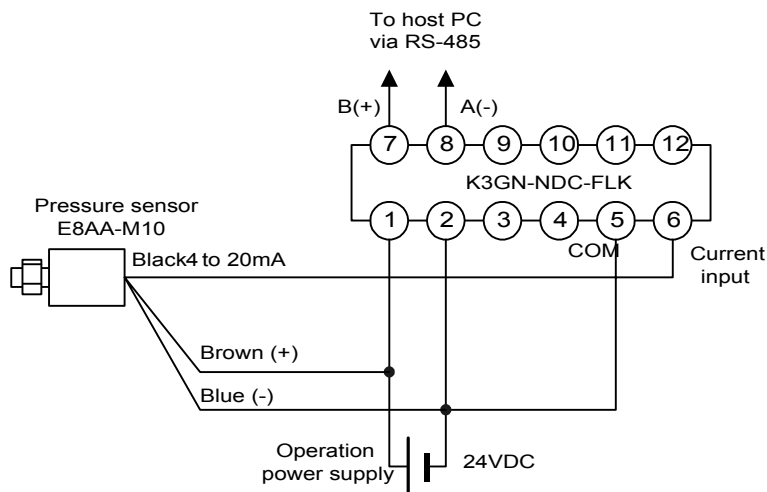 To host PC
via RS-485
B(+)
A(-)
7 8 9 10 11 12
K3GN-NDC-FLK
1 2 3 4 5 6
Pressure sensor
E8AA-M10
COM
Current
input
Black4 to 20mA
Brown (+)
Blue (-)
Operation
power supply
24VDC